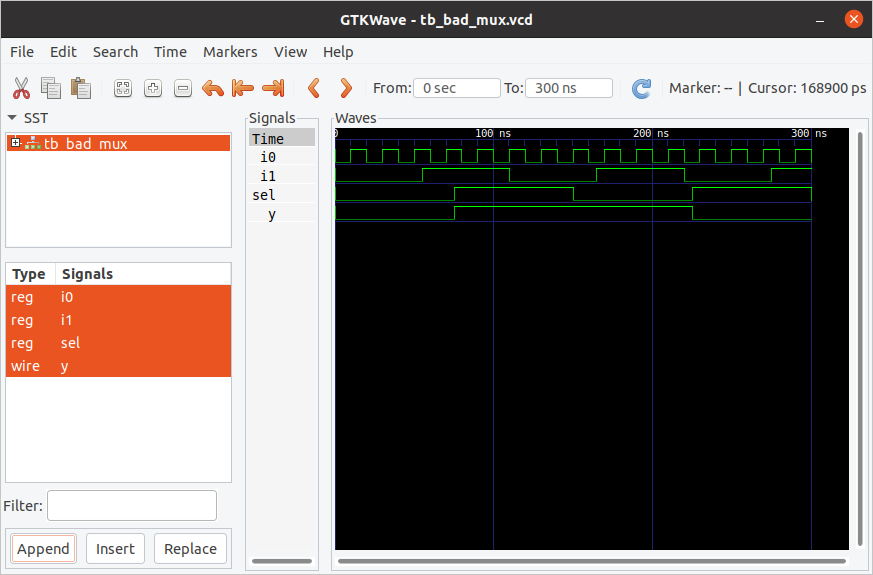 GTKWave - tb_bad_mux.vcd
File Edit Search Time Markers View Help
From: 0 sec To: 300 ns Marker: -- | Cursor: 168900 ps
SST
tb_bad_mux
Type Signals
reg i0
reg i1
reg sel
wire y
Filter:
Append Insert Replace
Signals
Time
i0
i1
sel
y
Waves
0 100 ns 200 ns 300 ns